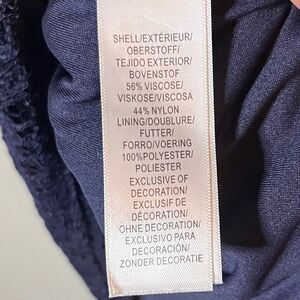 SHELL/EXTÉRIEUR/
OBERSTOFF/
TEJIDO EXTERIOR/
BOVENSTOF
56% VISCOSE/
VISKOSE/VISCOSA
44% NYLON
LINING/DOUBLURE/
FUTTER/
FORRO/VOERING
100%POLYESTER/
POLIESTER
EXCLUSIVE OF
DECORATION/
EXCLUSIF DE
DÉCORATION/
OHNE DECORATION/
EXCLUSIVO PARA
DECORACIÓN/
ZONDER DECORATIE